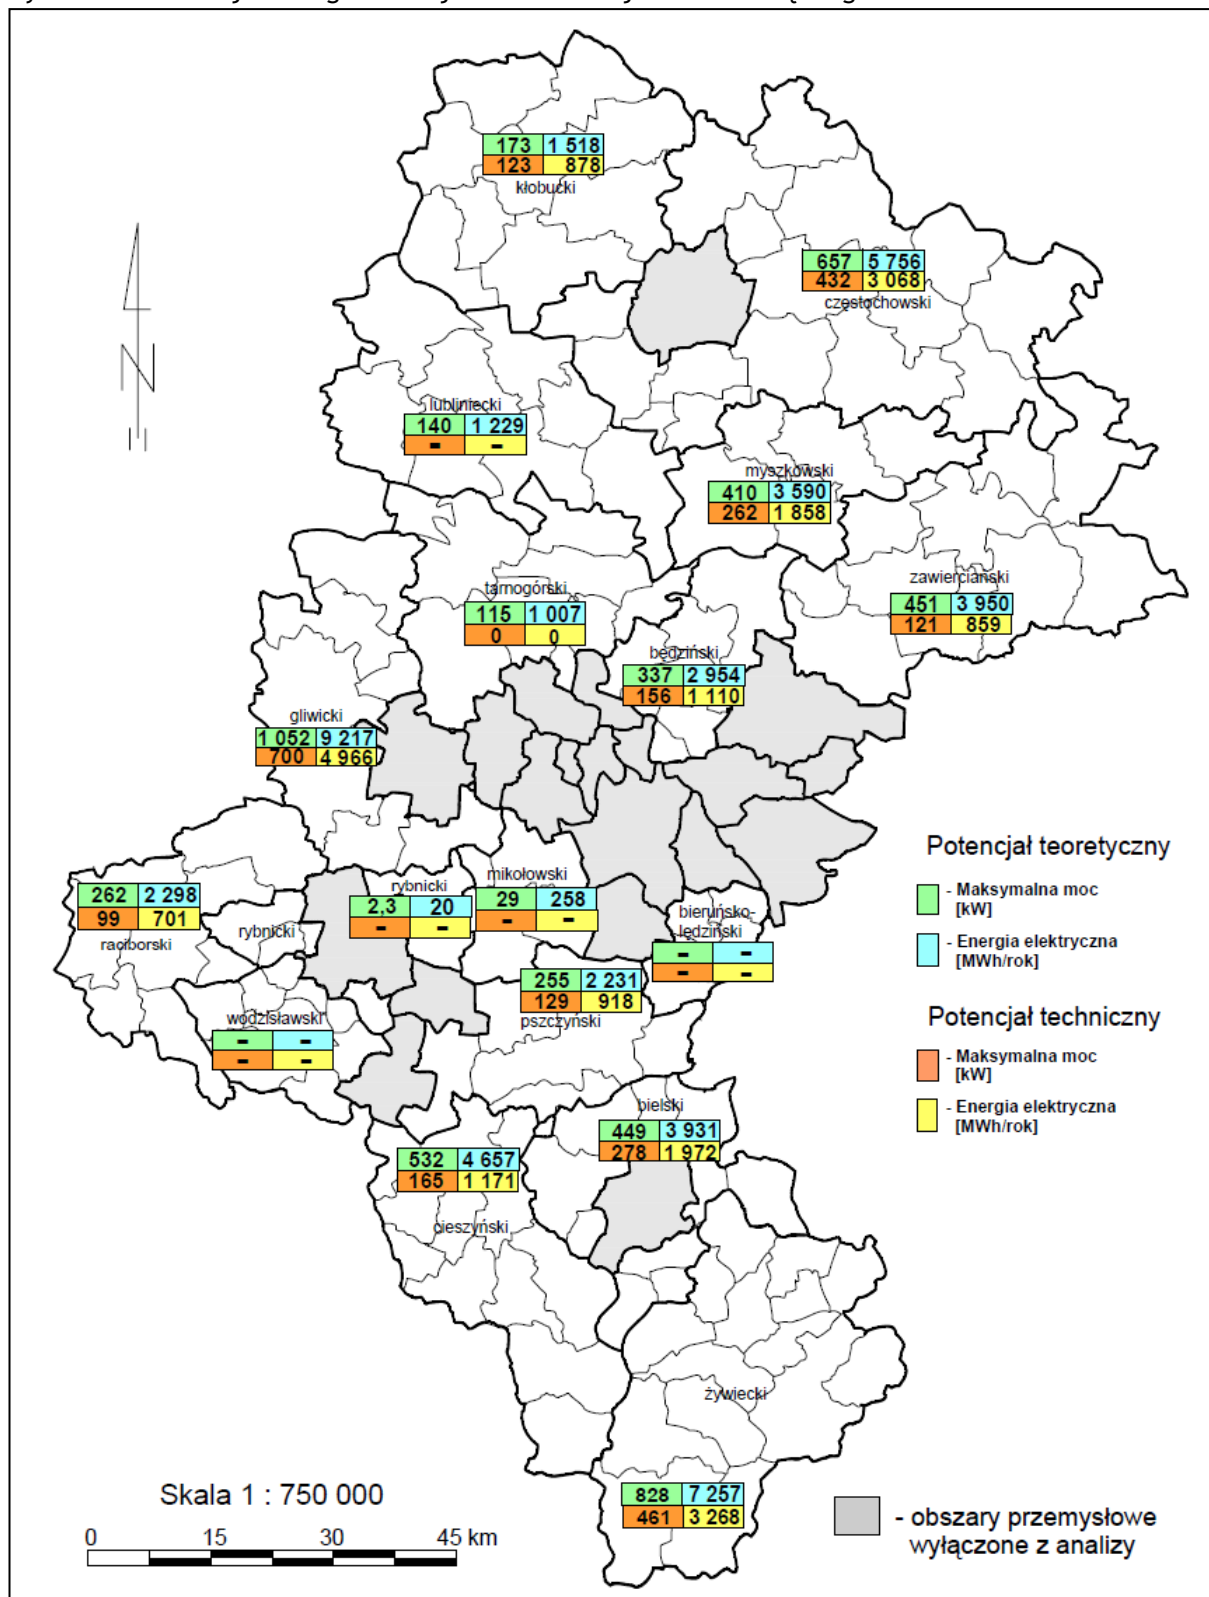 173 1 518
123 878
kłobucki
657 5 756
432 3 068
częstochowski
N
lubliniecki
140 1 229
- -
myszkowski
410 3 590
262 1 858
zawierciański
451 3 950
121 859
tarnogórski
115 1 007
0 0
będziński
337 2 954
156 1 110
gliwicki
1 052 9 217
700 4 966
262 2 298
99 701
raciborski
rybnicki
rybnicki
2,3 20
- -
mikołowski
29 258
- -
bieruńsko-
lędziński
- -
- -
255 2 231
129 918
pszczyński
wodzisławski
- -
- -
bielski
449 3 931
278 1 972
532 4 657
165 1 171
cieszyński
żywiecki
828 7 257
461 3 268
Potencjał teoretyczny
- Maksymalna moc
[kW]
- Energia elektryczna
[MWh/rok]
Potencjał techniczny
- Maksymalna moc
[kW]
- Energia elektryczna
[MWh/rok]
Skala 1 : 750 000
0 15 30 45 km
- obszary przemysłowe
wyłączone z analizy